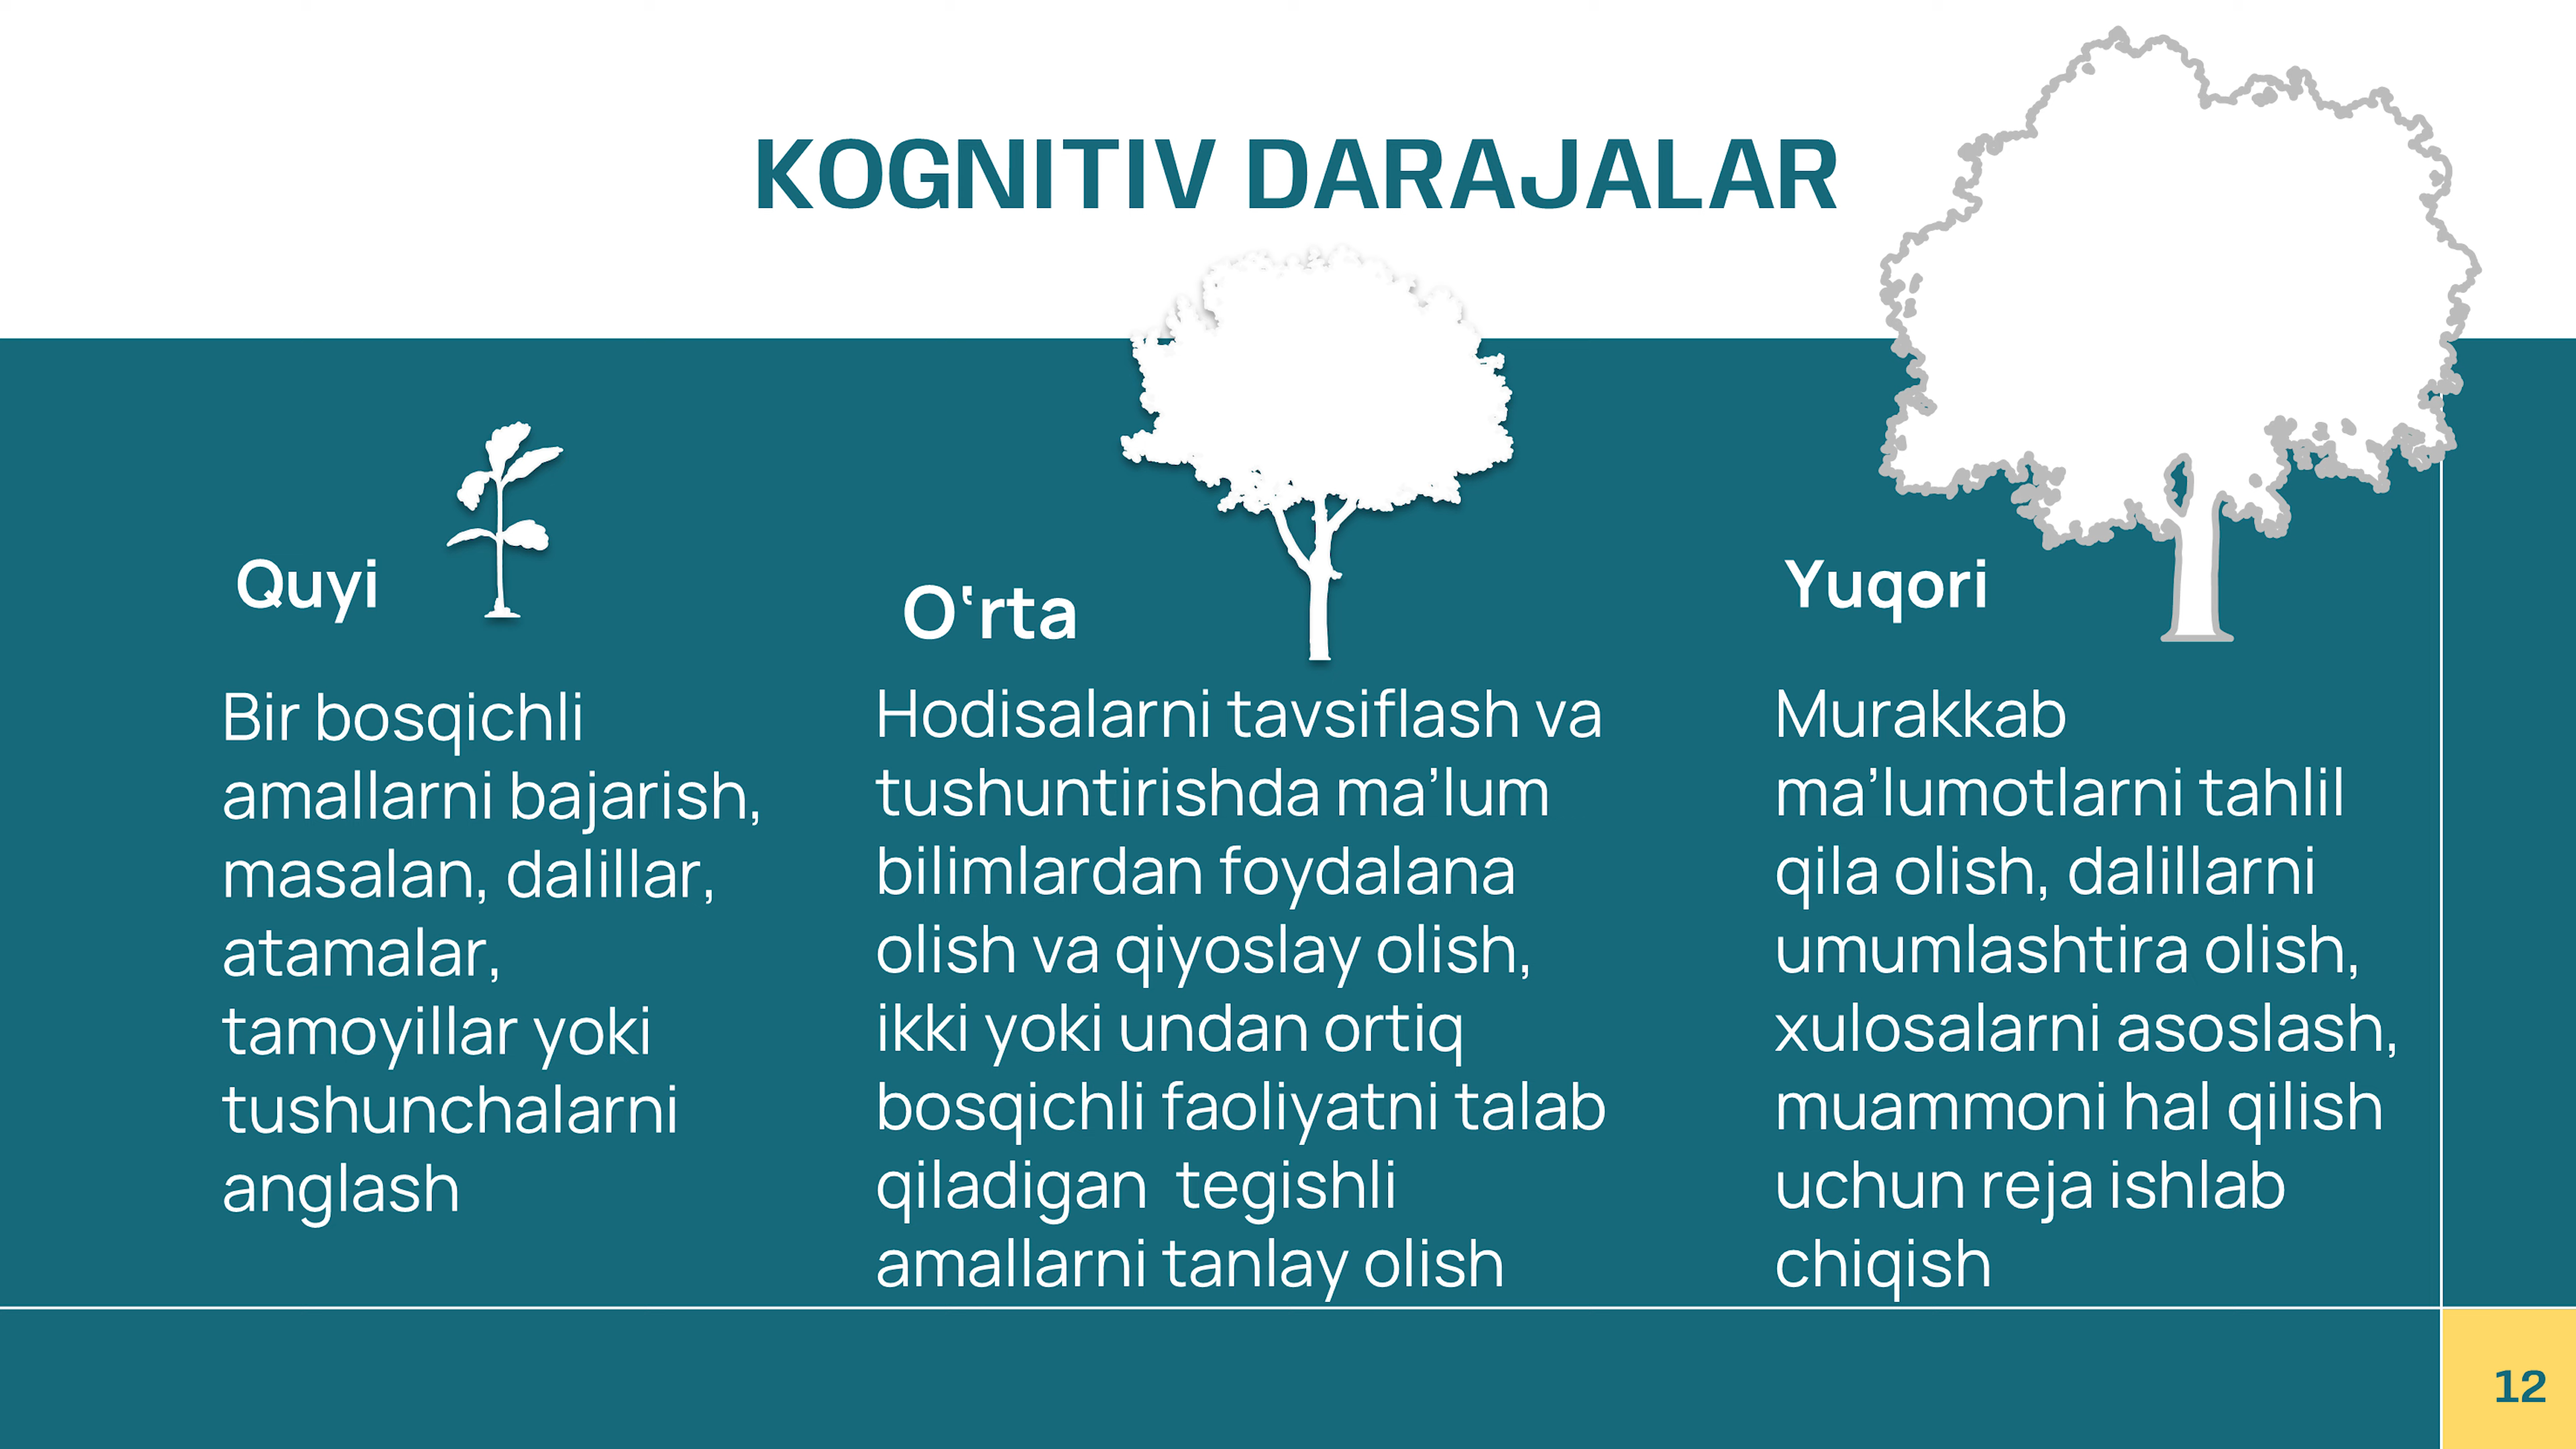 KOGNITIV DARAJALAR
Quyi
Bir bosqichli
amallarni bajarish,
masalan, dalillar,
atamalar,
tamoyillar yoki
tushunchalarni
anglash
O‘rta
Hodisalarni tavsiflash va
tushuntirishda ma’lum
bilimlardan foydalana
olish va qiyoslay olish,
ikki yoki undan ortiq
bosqichli faoliyatni talab
qiladigan  tegishli
amallarni tanlay olish
Yuqori
Murakkab
ma’lumotlarni tahlil
qila olish, dalillarni
umumlashtira olish,
xulosalarni asoslash,
muammoni hal qilish
uchun reja ishlab
chiqish
12